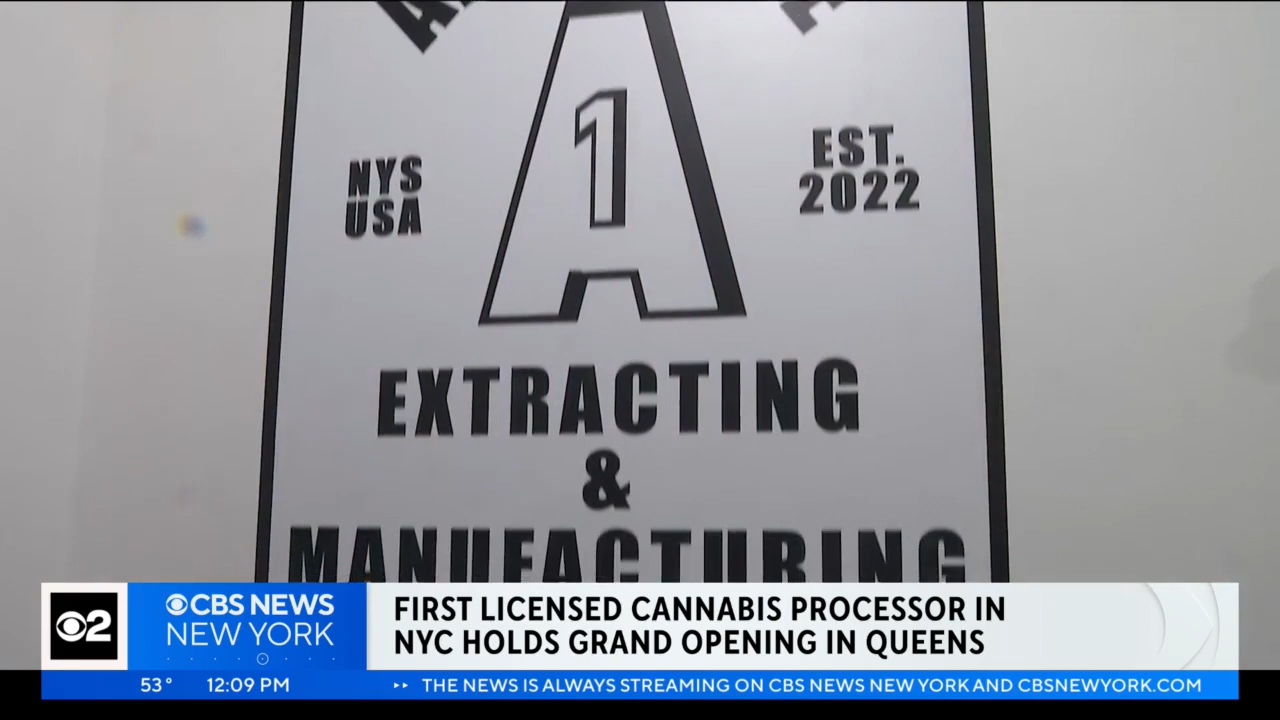 A
1
NYS
USA
EST.
2022
EXTRACTING
&
MANUFACTURING
2
CBS NEWS
NEW YORK
FIRST LICENSED CANNABIS PROCESSOR IN
NYC HOLDS GRAND OPENING IN QUEENS
53° 12:09 PM
THE NEWS IS ALWAYS STREAMING ON CBS NEWS NEW YORK AND CBSNEWYORK.COM